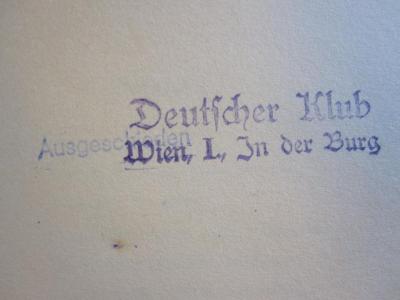 Deutscher Klub
Ausgeschieden
Wien, I., In der Burg